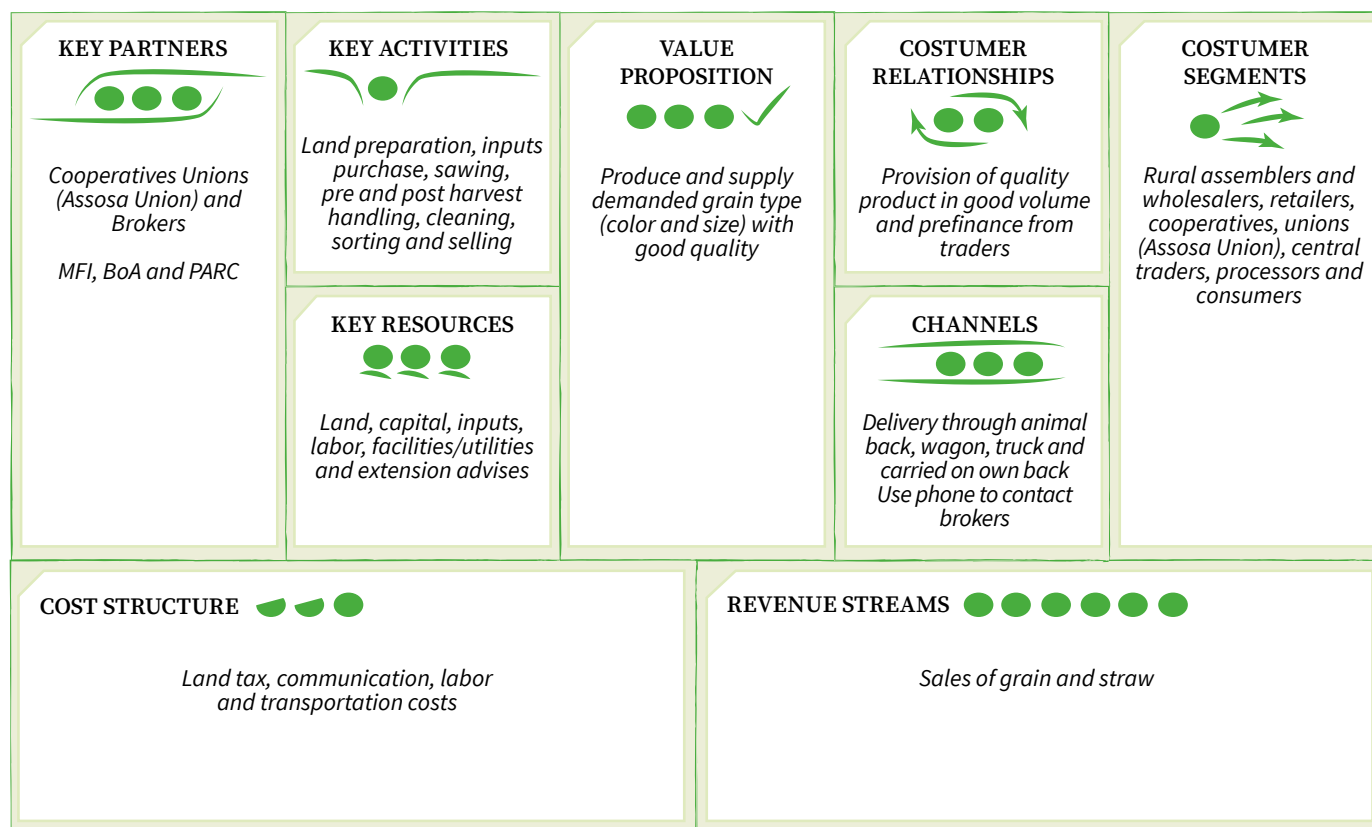 KEY PARTNERS
Cooperatives Unions
(Assosa Union) and
Brokers
MFI, BoA and PARC
KEY ACTIVITIES
Land preparation, inputs
purchase, sawing,
pre and post harvest
handling, cleaning,
sorting and selling
KEY RESOURCES
Land, capital, inputs,
labor, facilities/utilities
and extension advises
VALUE
PROPOSITION
Produce and supply
demanded grain type
(color and size) with
good quality
COSTUMER
RELATIONSHIPS
Provision of quality
product in good volume
and prefinance from
traders
CHANNELS
Delivery through animal
back, wagon, truck and
carried on own back
Use phone to contact
brokers
COSTUMER
SEGMENTS
Rural assemblers and
wholesalers, retailers,
cooperatives, unions
(Assosa Union), central
traders, processors and
consumers
COST STRUCTURE
Land tax, communication, labor
and transportation costs
REVENUE STREAMS
Sales of grain and straw